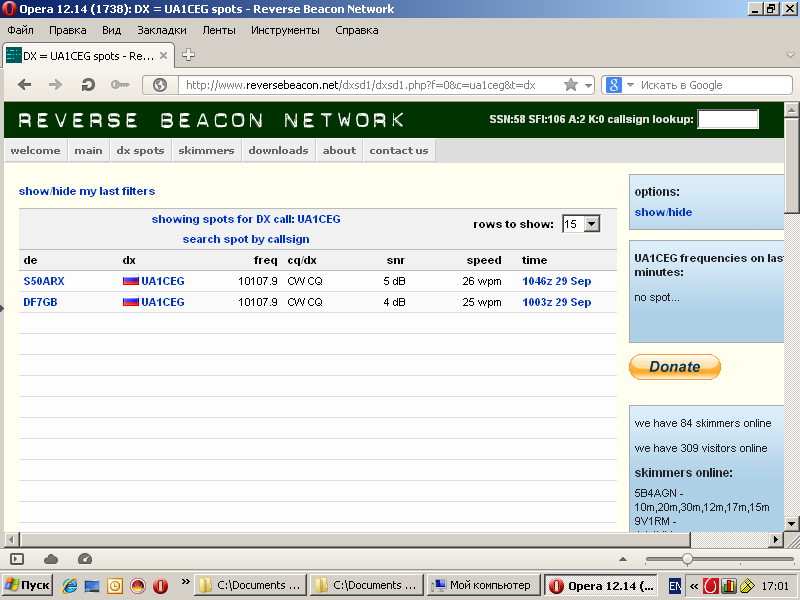 Opera 12.14 (1738): DX = UA1CEG spots - Reverse Beacon Network
Файл Правка Вид Закладки Ленты Инструменты Справка
DX = UA1CEG spots - Re...
http://www.reversebeacon.net/dxsd1/dxsd1.php?f=0&c=ua1ceg&t=dx
Искать в Google
REVERSE BEACON NETWORK
SSN:58 SFI:106 A:2 K:0 callsign lookup:
welcome main dx spots skimmers downloads about contact us
show/hide my last filters
showing spots for DX call: UA1CEG
search spot by callsign
rows to show: 15
de dx freq cq/dx snr speed time
S50ARX UA1CEG 10107.9 CW CQ 5 dB 26 wpm 1046z 29 Sep
DF7GB UA1CEG 10107.9 CW CQ 4 dB 25 wpm 1003z 29 Sep
options:
show/hide
UA1CEG frequencies on las
minutes:
no spot...
Donate
we have 84 skimmers online
we have 309 visitors online
skimmers online:
5B4AGN -
10m,20m,30m,12m,17m,15m
9V1RM -
Пуск
C:\Documents ...
C:\Documents ...
Мой компьютер
Opera 12.14 (...
EN
17:01